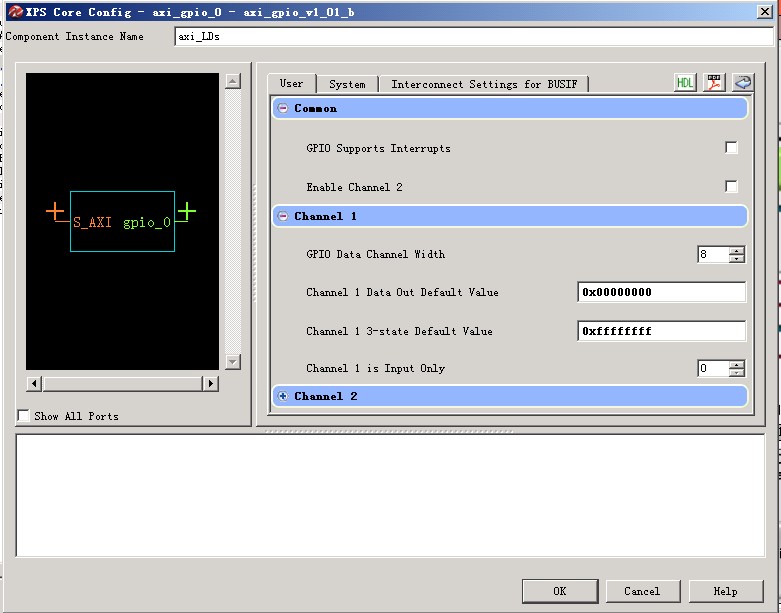 XPS Core Config - axi_gpio_0 - axi_gpio_v1_01_b
Component Instance Name axi_LDs
User System Interconnect Settings for BUSIF HDL PDF
Common
GPIO Supports Interrupts
Enable Channel 2
S_AXI gpio_0
Channel 1
GPIO Data Channel Width 8
Channel 1 Data Out Default Value 0x00000000
Channel 1 3-state Default Value 0xffffffff
Channel 1 is Input Only 0
Channel 2
Show All Ports
OK Cancel Help